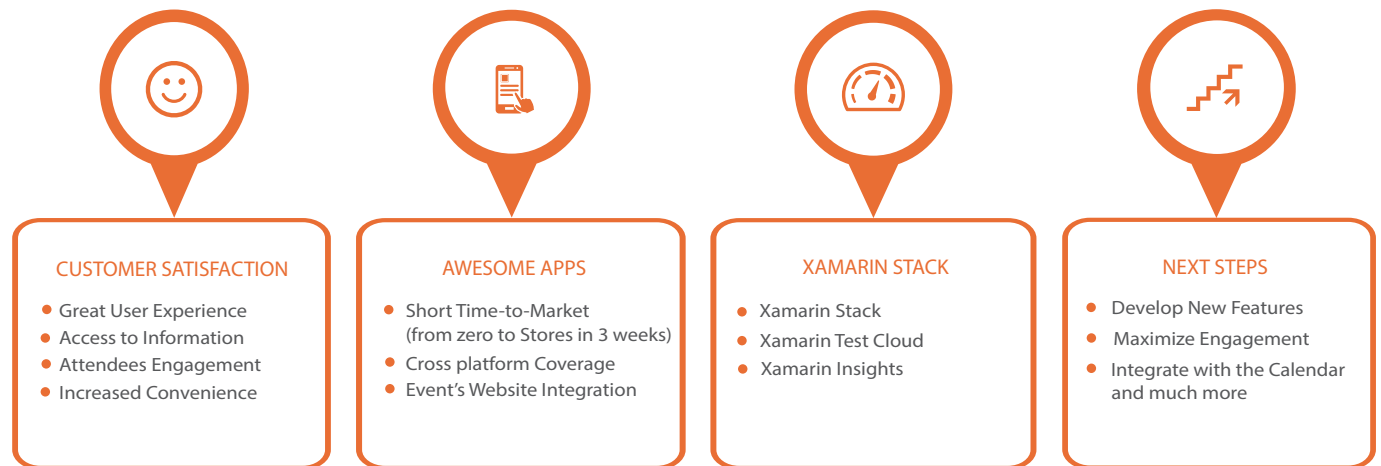 CUSTOMER SATISFACTION
• Great User Experience
• Access to Information
• Attendees Engagement
• Increased Convenience
AWESOME APPS
• Short Time-to-Market
(from zero to Stores in 3 weeks)
• Cross platform Coverage
• Event's Website Integration
XAMARIN STACK
• Xamarin Stack
• Xamarin Test Cloud
• Xamarin Insights
NEXT STEPS
• Develop New Features
• Maximize Engagement
• Integrate with the Calendar
and much more